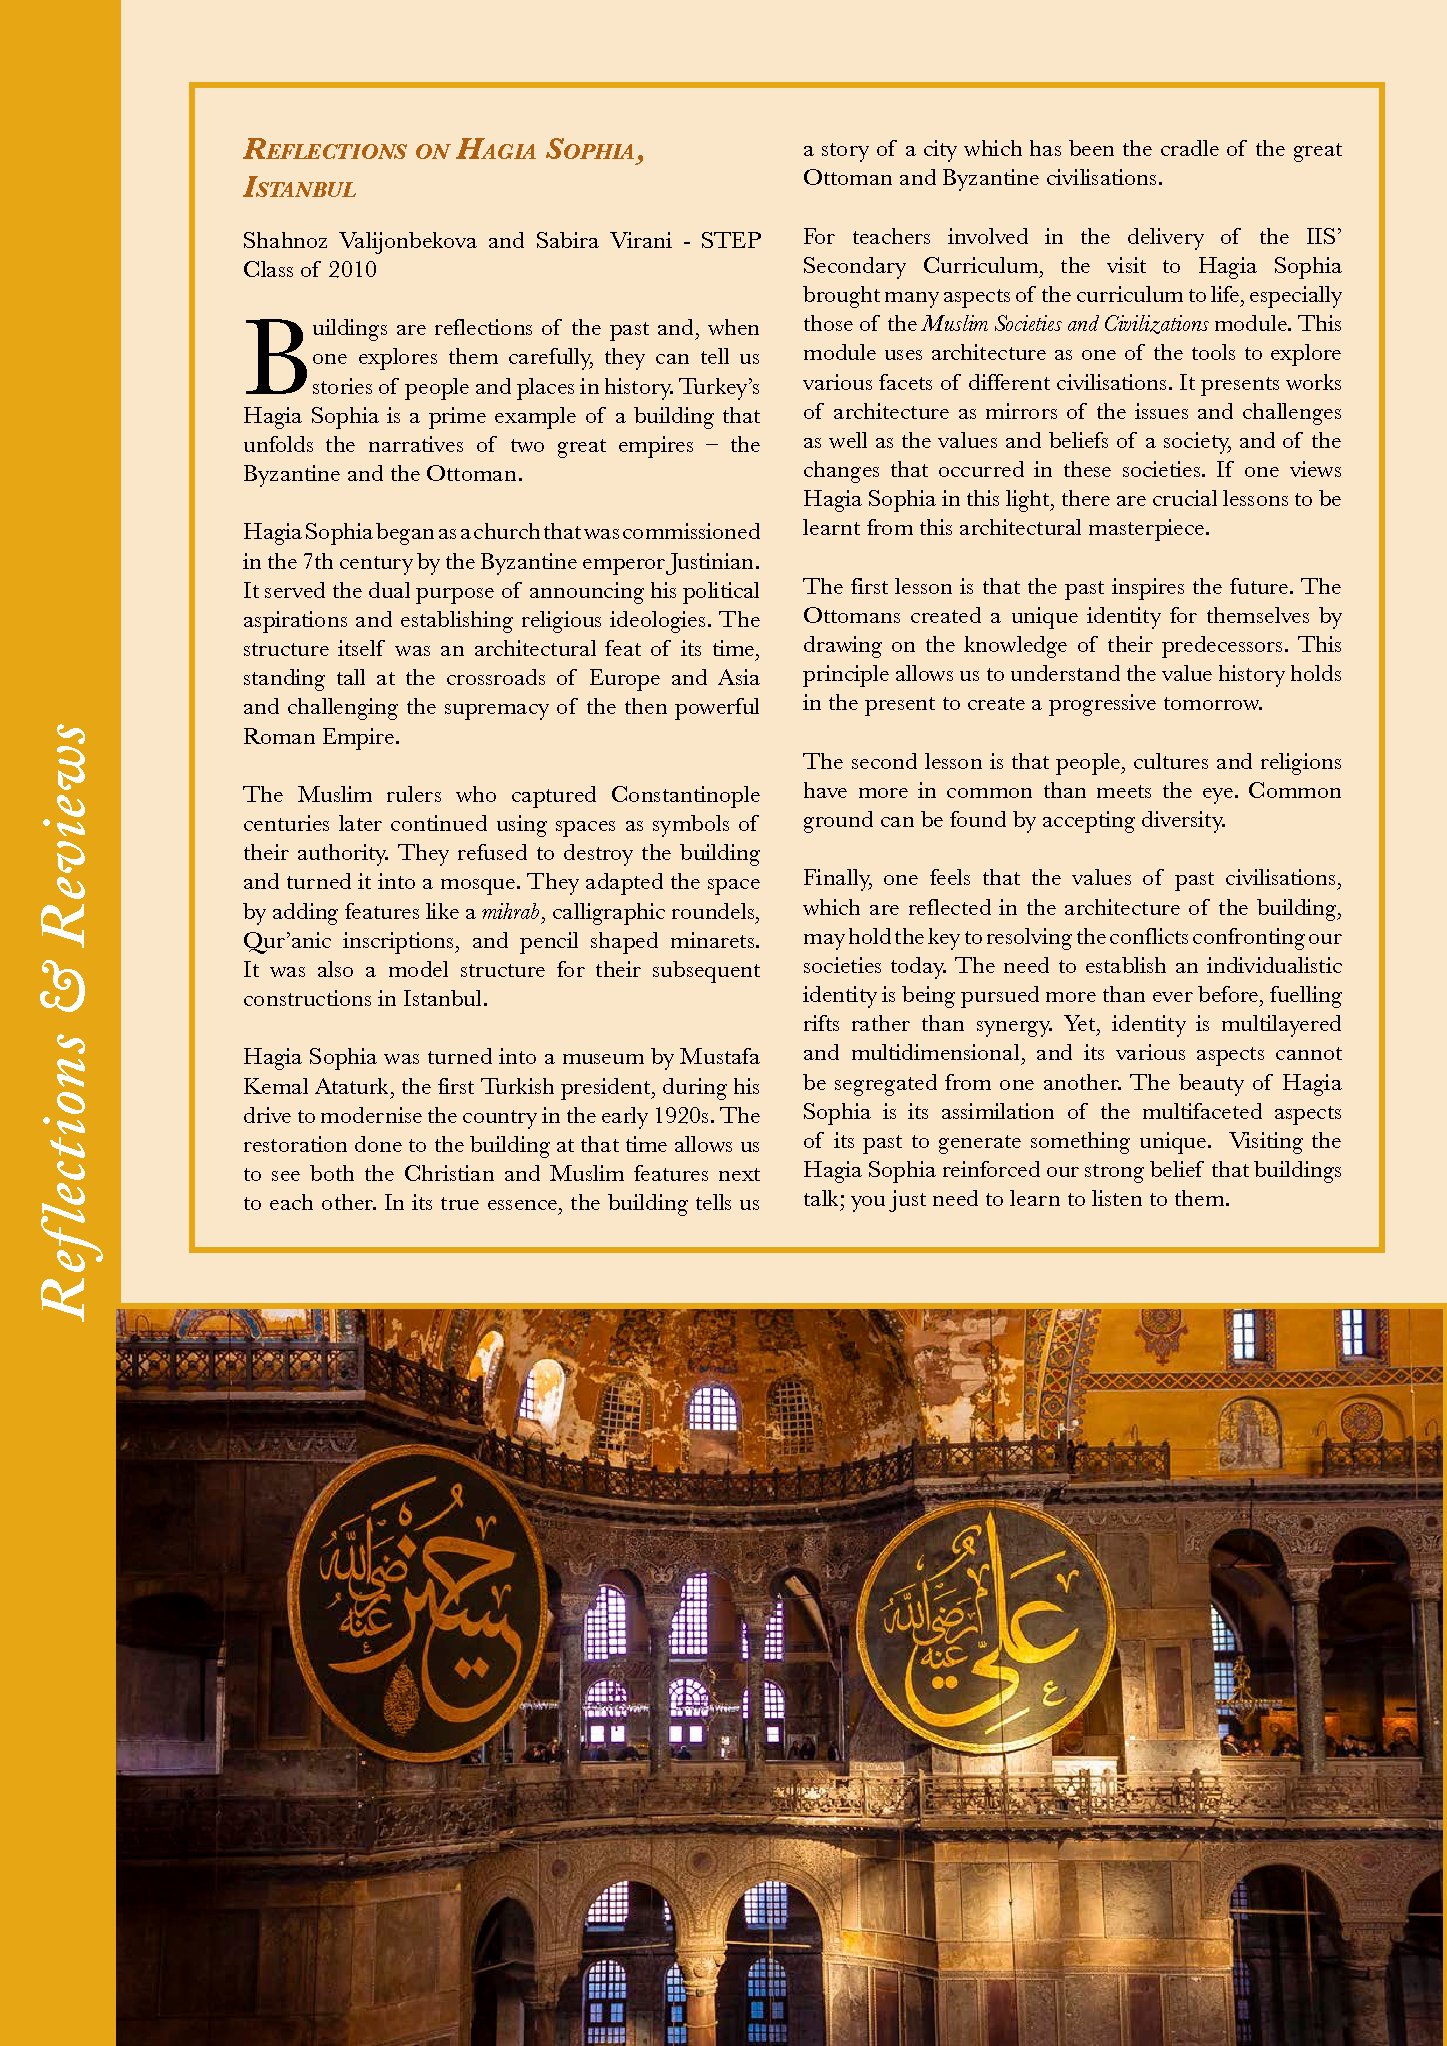 Reflections & Reviews
Reflections on Hagia Sophia,
Istanbul
Shahnoz Valijonbekova and Sabira Virani - STEP
Class of 2010
Buildings are reflections of the past and, when
one explores them carefully, they can tell us
stories of people and places in history. Turkey’s
Hagia Sophia is a prime example of a building that
unfolds the narratives of two great empires – the
Byzantine and the Ottoman.
Hagia Sophia began as a church that was commissioned
in the 7th century by the Byzantine emperor Justinian.
It served the dual purpose of announcing his political
aspirations and establishing religious ideologies. The
structure itself was an architectural feat of its time,
standing tall at the crossroads of Europe and Asia
and challenging the supremacy of the then powerful
Roman Empire.
The Muslim rulers who captured Constantinople
centuries later continued using spaces as symbols of
their authority. They refused to destroy the building
and turned it into a mosque. They adapted the space
by adding features like a mihrab, calligraphic roundels,
Qur’anic inscriptions, and pencil shaped minarets.
It was also a model structure for their subsequent
constructions in Istanbul.
Hagia Sophia was turned into a museum by Mustafa
Kemal Ataturk, the first Turkish president, during his
drive to modernise the country in the early 1920s. The
restoration done to the building at that time allows us
to see both the Christian and Muslim features next
to each other. In its true essence, the building tells us
a story of a city which has been the cradle of the great
Ottoman and Byzantine civilisations.
For teachers involved in the delivery of the IIS’
Secondary Curriculum, the visit to Hagia Sophia
brought many aspects of the curriculum to life, especially
those of the Muslim Societies and Civilizations module. This
module uses architecture as one of the tools to explore
various facets of different civilisations. It presents works
of architecture as mirrors of the issues and challenges
as well as the values and beliefs of a society, and of the
changes that occurred in these societies. If one views
Hagia Sophia in this light, there are crucial lessons to be
learnt from this architectural masterpiece.
The first lesson is that the past inspires the future. The
Ottomans created a unique identity for themselves by
drawing on the knowledge of their predecessors. This
principle allows us to understand the value history holds
in the present to create a progressive tomorrow.
The second lesson is that people, cultures and religions
have more in common than meets the eye. Common
ground can be found by accepting diversity.
Finally, one feels that the values of past civilisations,
which are reflected in the architecture of the building,
may hold the key to resolving the conflicts confronting our
societies today. The need to establish an individualistic
identity is being pursued more than ever before, fuelling
rifts rather than synergy. Yet, identity is multilayered
and multidimensional, and its various aspects cannot
be segregated from one another. The beauty of Hagia
Sophia is its assimilation of the multifaceted aspects
of its past to generate something unique. Visiting the
Hagia Sophia reinforced our strong belief that buildings
talk; you just need to learn to listen to them.
حسين رضي الله عنه
علي رضي الله عنه